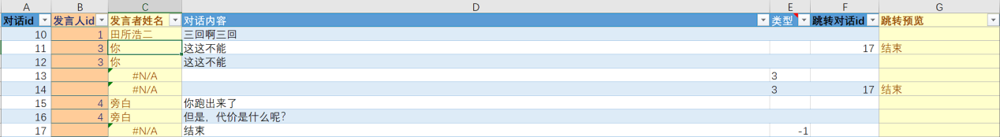 A B C D E F G
对话id 发言人id 发言者姓名 对话内容 类型 跳转对话id 跳转预览
10 1 田所浩二 三回啊三回
11 3 你 这这不能 17 结束
12 3 你 这这不能
13 #N/A 3
14 #N/A 3 17 结束
15 4 旁白 你跑出来了
16 4 旁白 但是，代价是什么呢？
17 #N/A 结束 -1